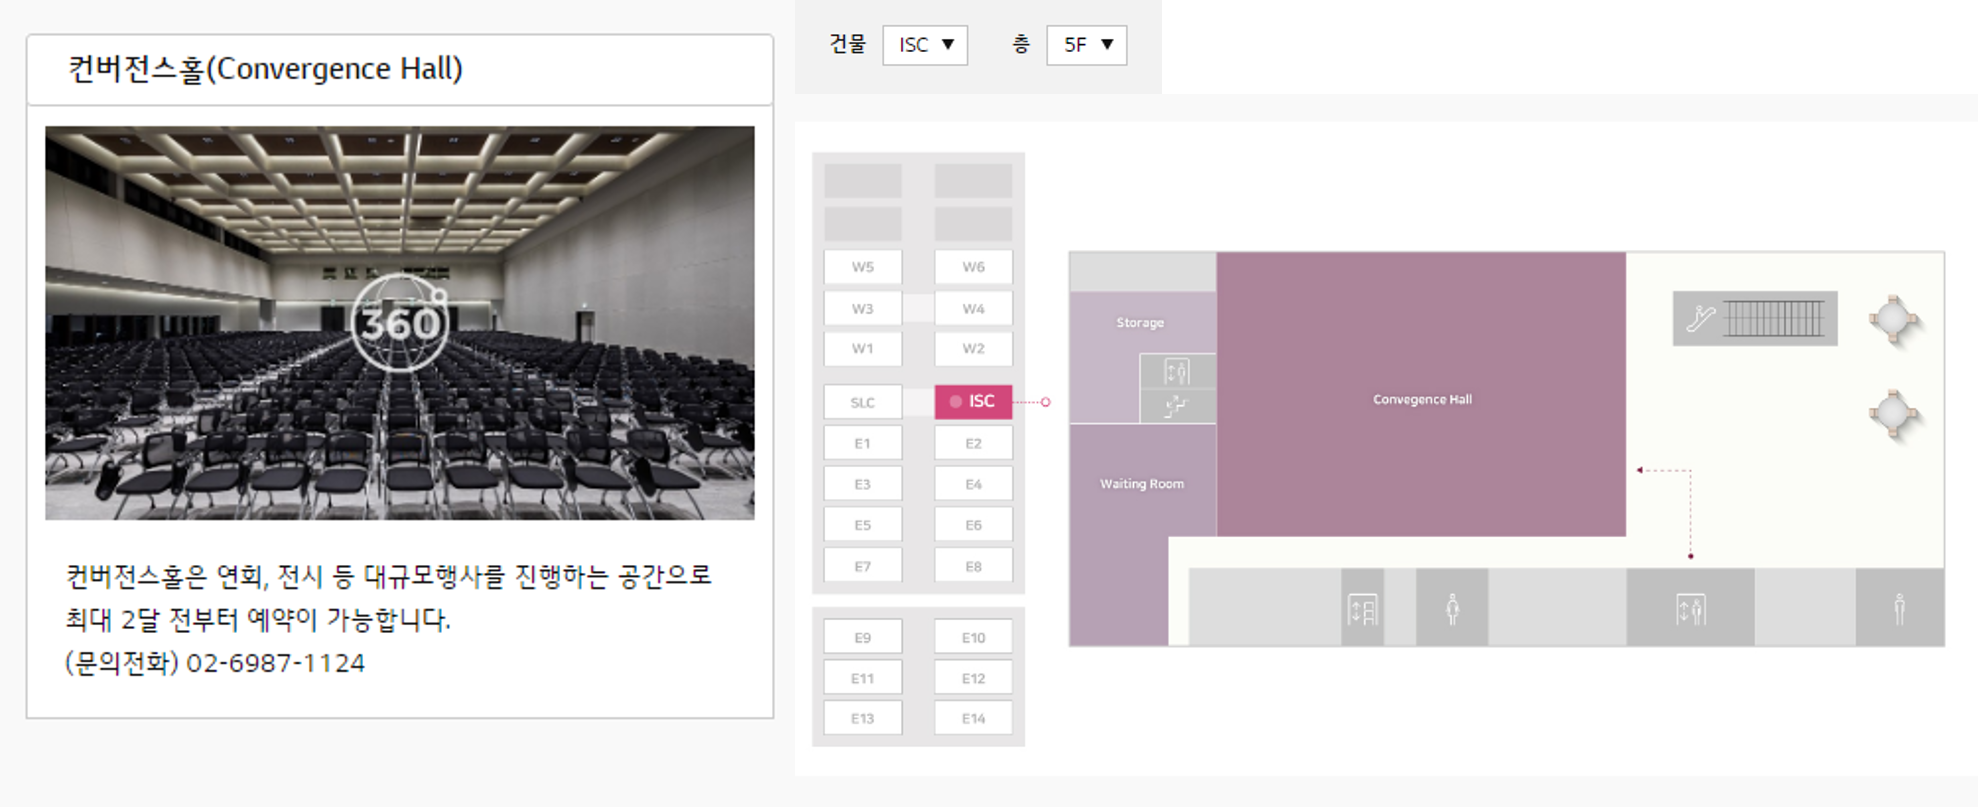 컨버전스홀(Convergence Hall)
360
컨버전스홀은 연회, 전시 등 대규모행사를 진행하는 공간으로
최대 2달 전부터 예약이 가능합니다.
(문의전화) 02-6987-1124
건물 ISC ▼ 층 5F ▼
W5 W6
W3 W4
W1 W2
SLC ISC
E1 E2
E3 E4
E5 E6
E7 E8
E9 E10
E11 E12
E13 E14
Storage
Convegence Hall
Waiting Room